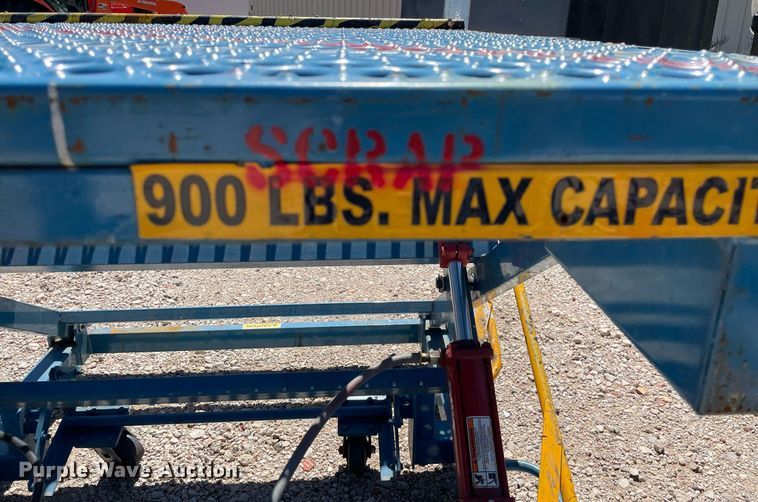 SCRAP
900 LBS. MAX CAPACIT
Purple Wave Auction